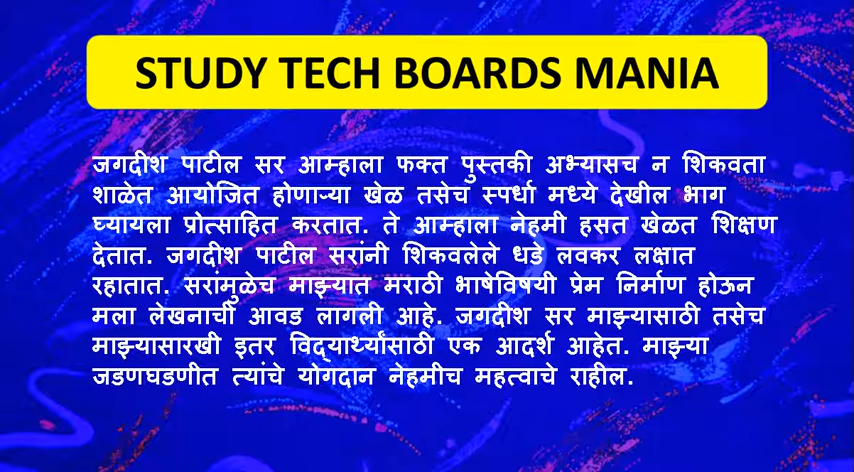 STUDY TECH BOARDS MANIA
जगदीश पाटील सर आम्हाला फक्त पुस्तकी अभ्यासच न शिकवता
शाळेत आयोजित होणाऱ्या खेळ तसेच स्पर्धा मध्ये देखील भाग
घ्यायला प्रोत्साहित करतात. ते आम्हाला नेहमी हसत खेळत शिक्षण
देतात. जगदीश पाटील सरांनी शिकवलेले धडे लवकर लक्षात
रहातात. सरांमुळेच माझ्यात मराठी भाषेविषयी प्रेम निर्माण होऊन
मला लेखनाची आवड लागली आहे. जगदीश सर माझ्यासाठी तसेच
माझ्यासारखी इतर विद्यार्थ्यांसाठी एक आदर्श आहेत. माझ्या
जडणघडणीत त्यांचे योगदान नेहमीच महत्वाचे राहील.